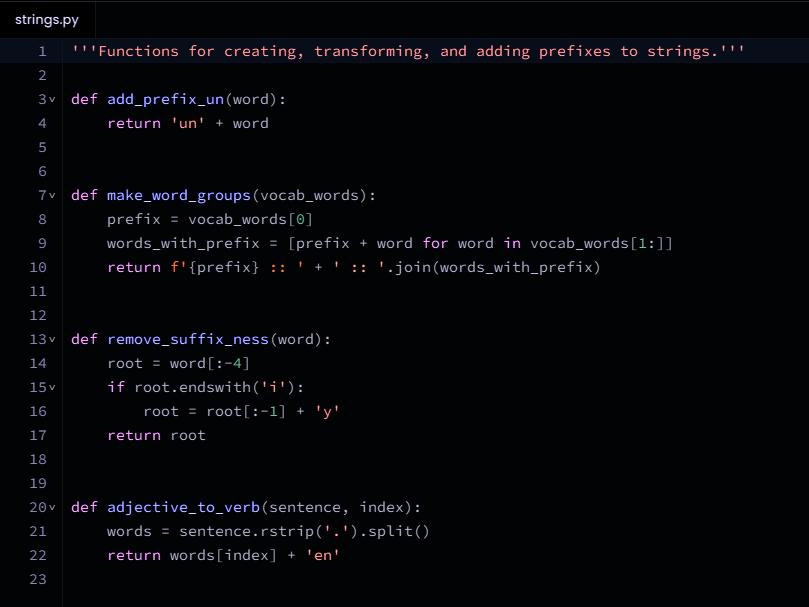 strings.py
1 '''Functions for creating, transforming, and adding prefixes to strings.'''
2
3 def add_prefix_un(word):
4     return 'un' + word
5
6
7 def make_word_groups(vocab_words):
8     prefix = vocab_words[0]
9     words_with_prefix = [prefix + word for word in vocab_words[1:]]
10     return f'{prefix} :: ' + ' :: '.join(words_with_prefix)
11
12
13 def remove_suffix_ness(word):
14     root = word[:-4]
15     if root.endswith('i'):
16         root = root[:-1] + 'y'
17     return root
18
19
20 def adjective_to_verb(sentence, index):
21     words = sentence.rstrip('.').split()
22     return words[index] + 'en'
23